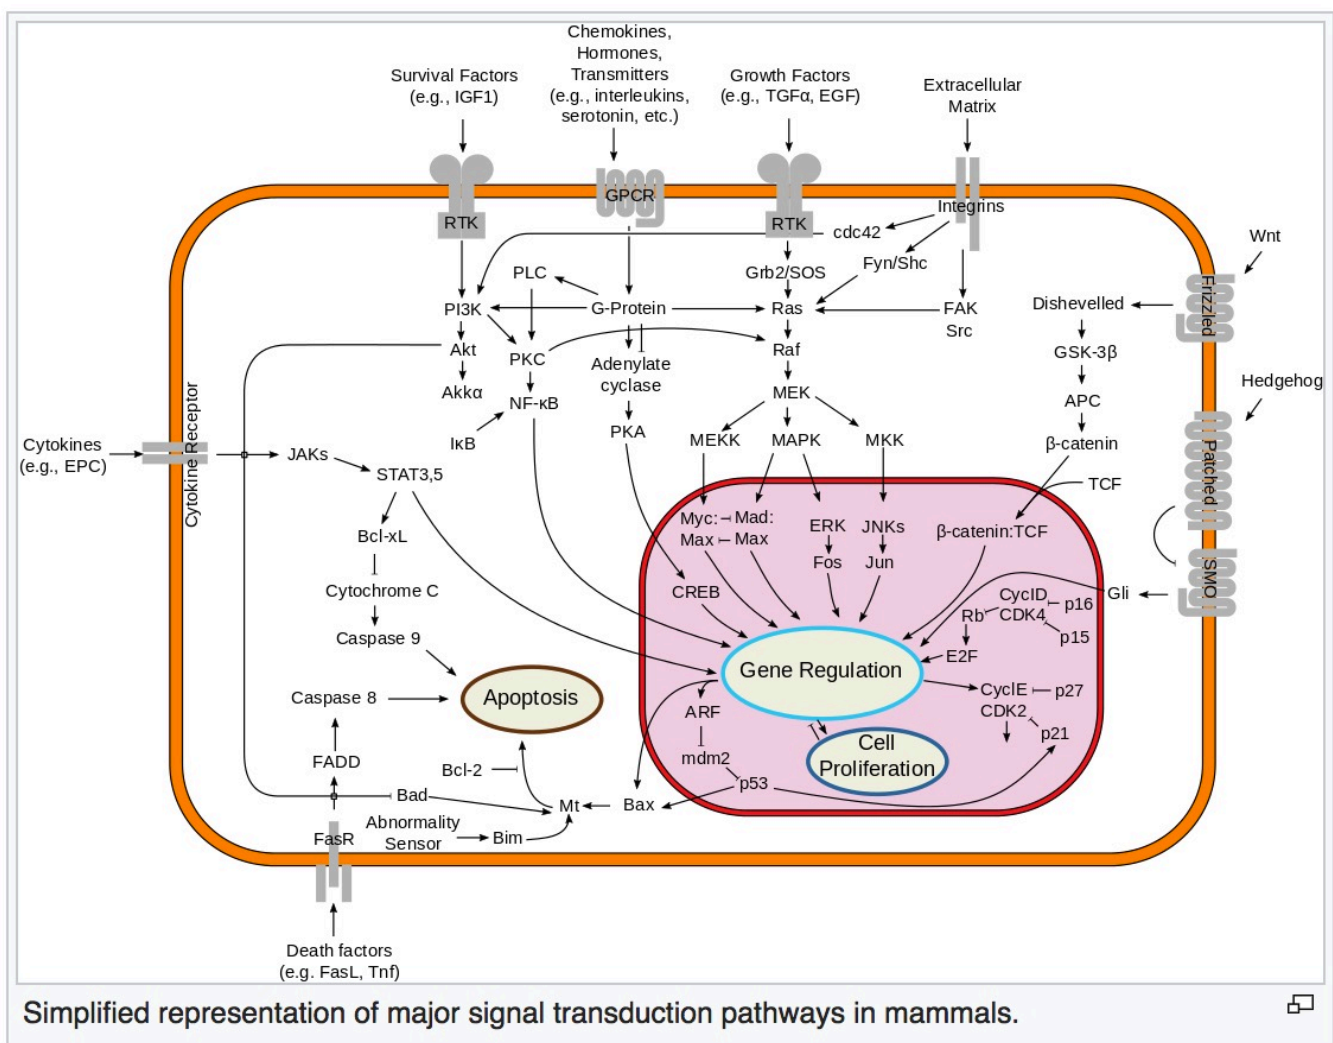 Chemokines,
Hormones,
Transmitters
(e.g., interleukins,
serotonin, etc.)
Survival Factors
(e.g., IGF1)
Growth Factors
(e.g., TGFα, EGF)
Extracellular
Matrix
RTK
GPCR
RTK
Integrins
cdc42
Wnt
PLC
Grb2/SOS
Fyn/Shc
Frizzled
Dishevelled
PI3K
G-Protein
Ras
FAK
Src
Akt
PKC
Adenylate
cyclase
Raf
GSK-3β
Akkα
NF-κB
MEK
APC
Hedgehog
IκB
PKA
MEKK
MAPK
MKK
β-catenin
Patched
Cytokines
(e.g., EPC)
Cytokine Receptor
JAKs
STAT3,5
TCF
Myc:
Max
Mad:
Max
ERK
JNKs
β-catenin:TCF
Bcl-xL
Fos
Jun
SMO
Cytochrome C
CREB
Gli
CycID
CDK4
p16
Rb
p15
Caspase 9
E2F
Gene Regulation
Caspase 8
Apoptosis
CyclE
CDK2
p27
ARF
p21
FADD
mdm2
Cell
Proliferation
Bcl-2
p53
Bad
Mt
Bax
Abnormality
Sensor
Bim
FasR
Death factors
(e.g. FasL, Tnf)
Simplified representation of major signal transduction pathways in mammals.